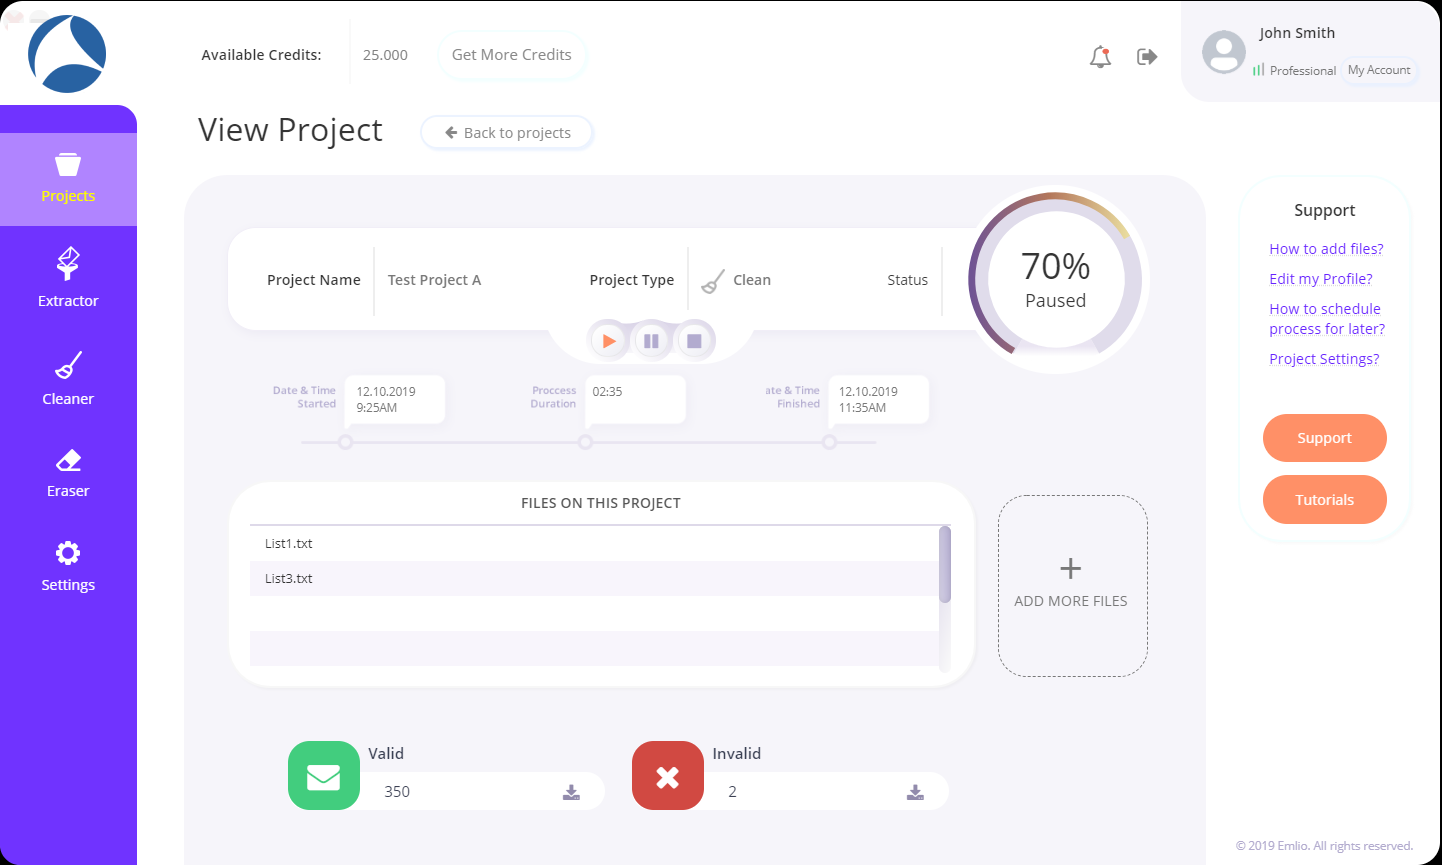 Available Credits:
25.000
Get More Credits
John Smith
Professional
My Account
View Project
Back to projects
Projects
Extractor
Cleaner
Eraser
Settings
Project Name
Test Project A
Project Type
Clean
Status
70%
Paused
Date & Time
Started
12.10.2019
9:25AM
Proccess
Duration
02:35
ate & Time
Finished
12.10.2019
11:35AM
FILES ON THIS PROJECT
List1.txt
List3.txt
+
ADD MORE FILES
Valid
350
Invalid
2
Support
How to add files?
Edit my Profile?
How to schedule
process for later?
Project Settings?
Support
Tutorials
© 2019 Emlio. All rights reserved.